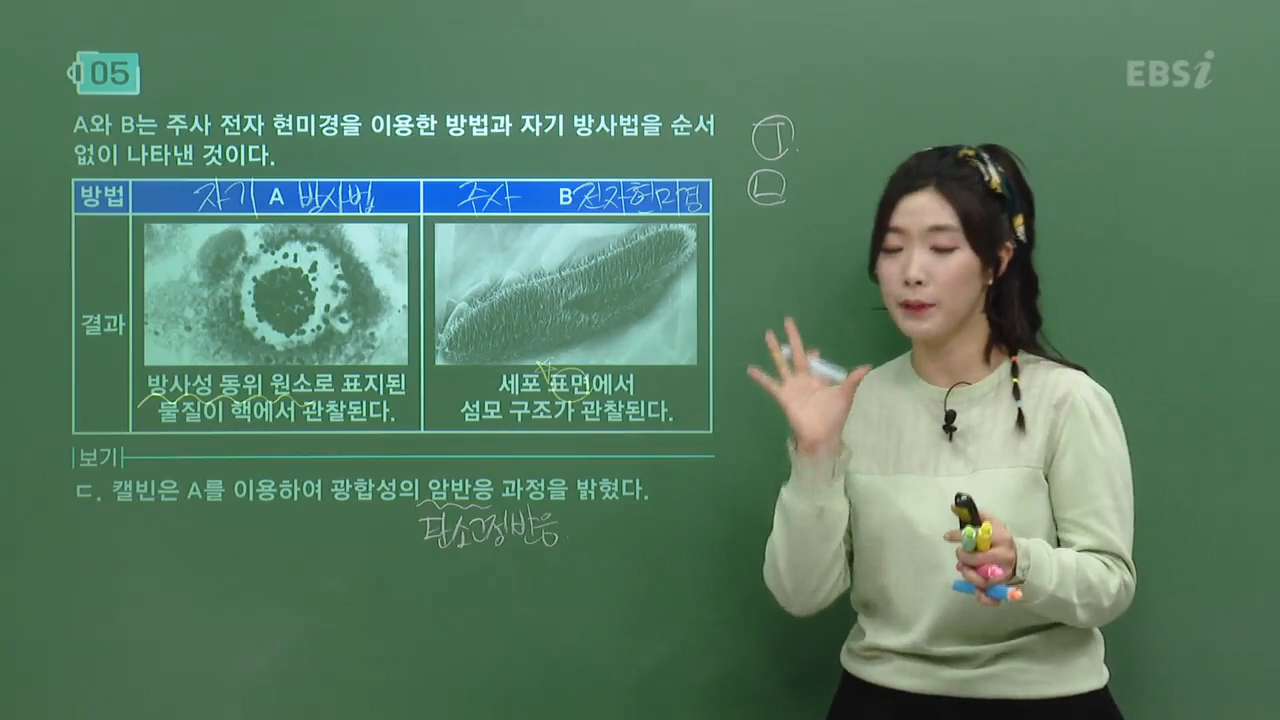 05
EBSi
A와 B는 주사 전자 현미경을 이용한 방법과 자기 방사법을 순서
없이 나타낸 것이다.
방법 자기 A 방사법 주사 B 전자현미경
결과
방사성 동위 원소로 표지된
물질이 핵에서 관찰된다.
세포 표면에서
섬모 구조가 관찰된다.
보기
ㄷ. 캘빈은 A를 이용하여 광합성의 암반응 과정을 밝혔다.
탄소고정반응
ㄱ.
ㄴ